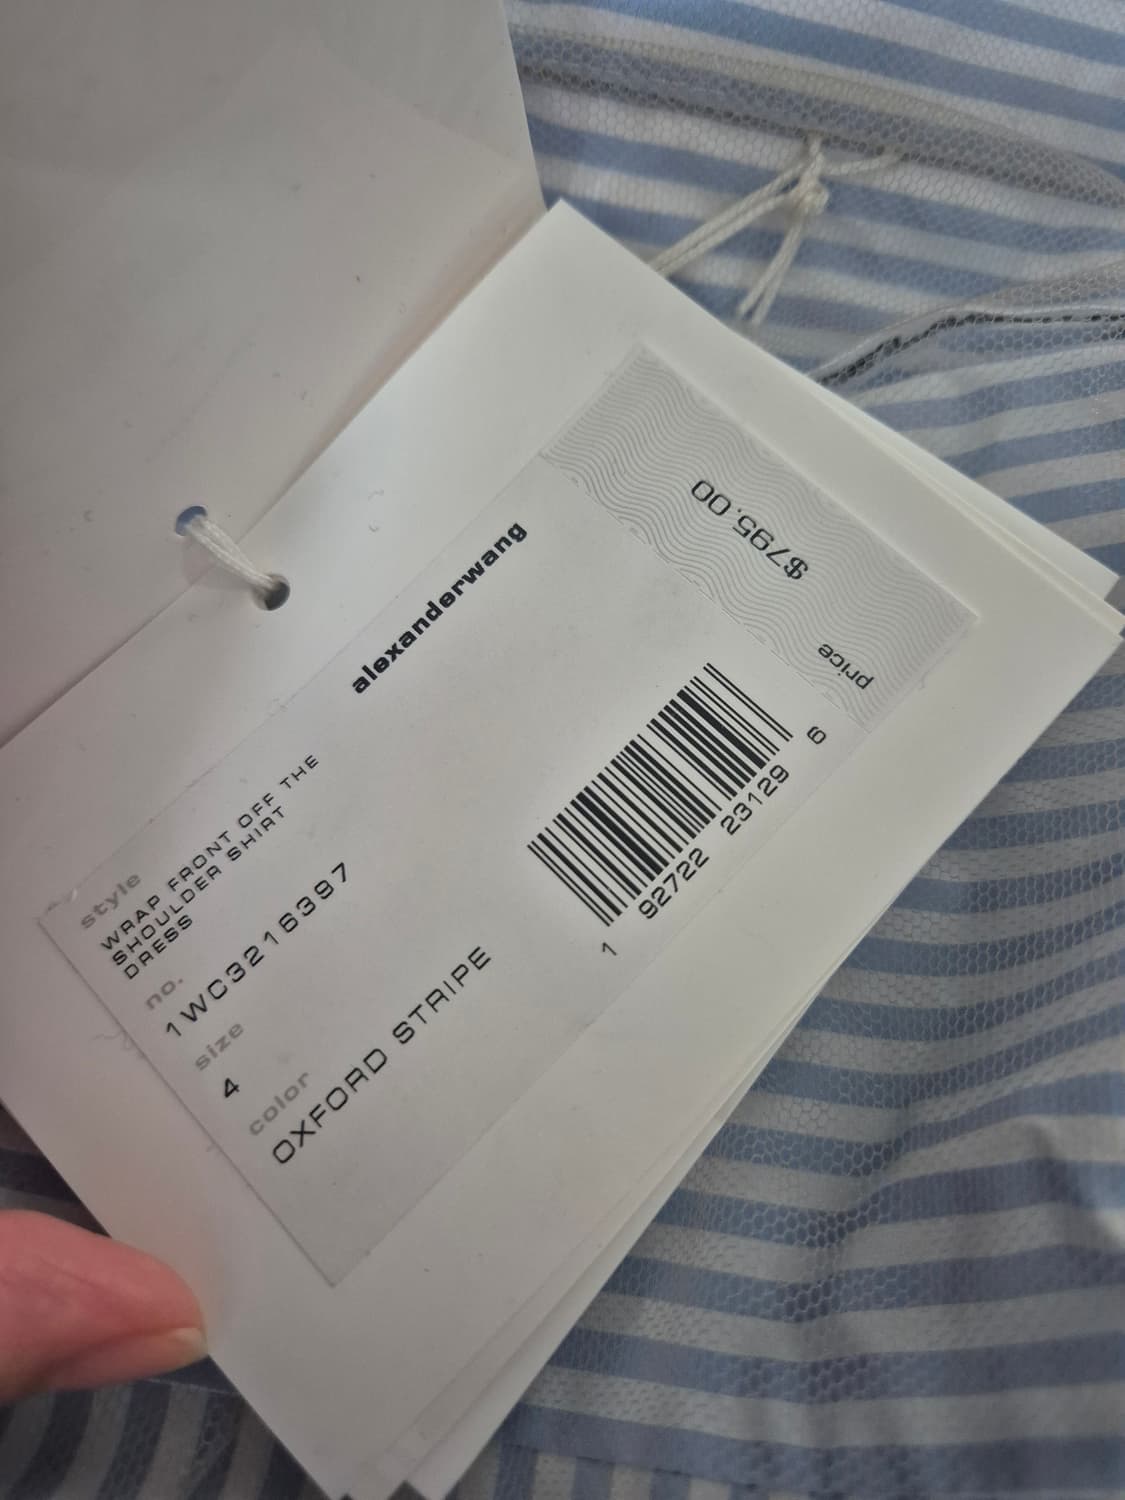 alexanderwang
style
WRAP FRONT OFF THE
SHOULDER SHIRT
DRESS
no.
1WC3216397
size
4
color
OXFORD STRIPE
1 92722 23129 9
price
$795.00